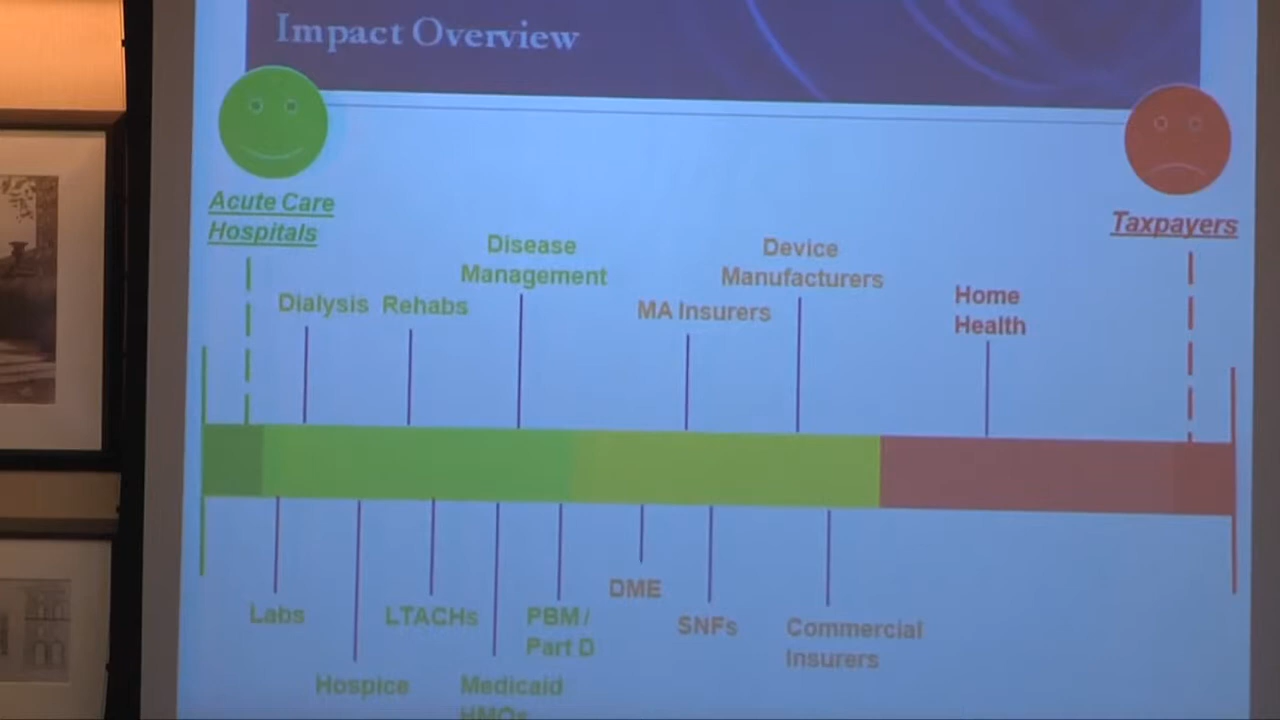 Impact Overview
Acute Care
Hospitals
Taxpayers
Disease
Management
Device
Manufacturers
Dialysis
Rehabs
MA Insurers
Home
Health
Labs
LTACHs
PBM /
Part D
DME
SNFs
Commercial
Insurers
Hospice
Medicaid
HMOs